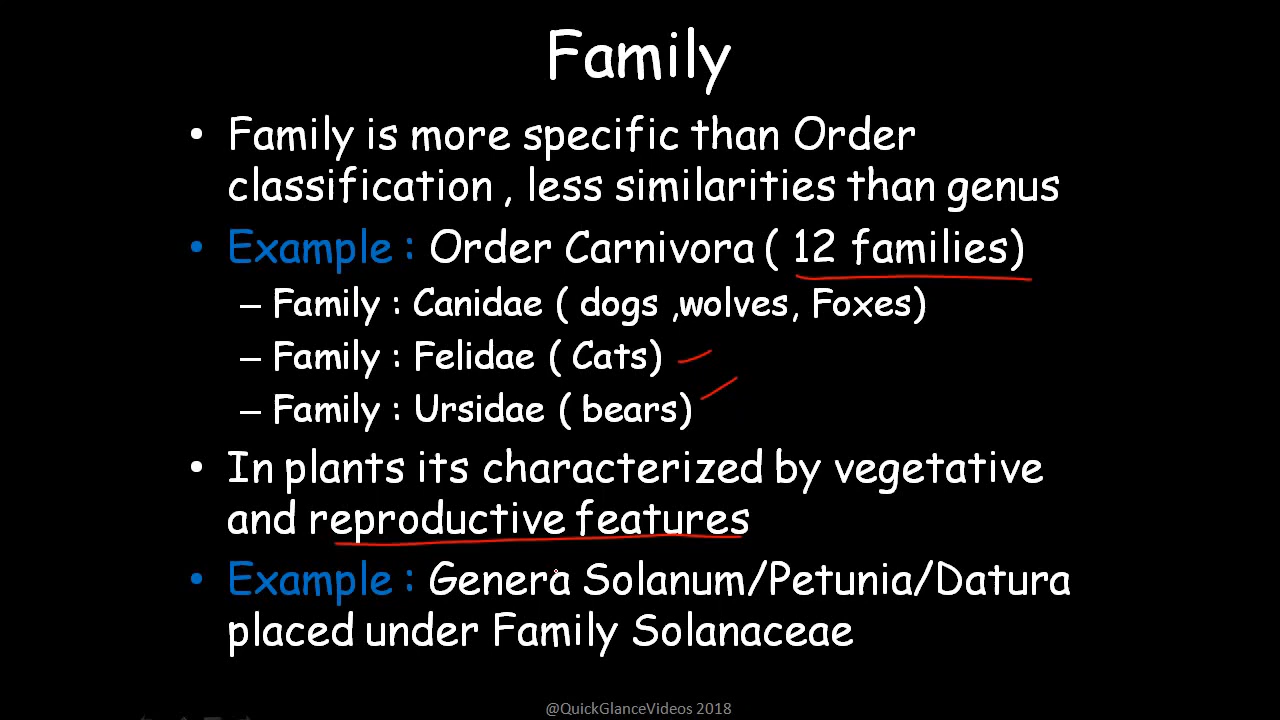 Family
• Family is more specific than Order
classification , less similarities than genus
• Example : Order Carnivora ( 12 families)
– Family : Canidae ( dogs ,wolves, Foxes)
– Family : Felidae ( Cats)
– Family : Ursidae ( bears)
• In plants its characterized by vegetative
and reproductive features
• Example : Genera Solanum/Petunia/Datura
placed under Family Solanaceae
@QuickGlanceVideos 2018